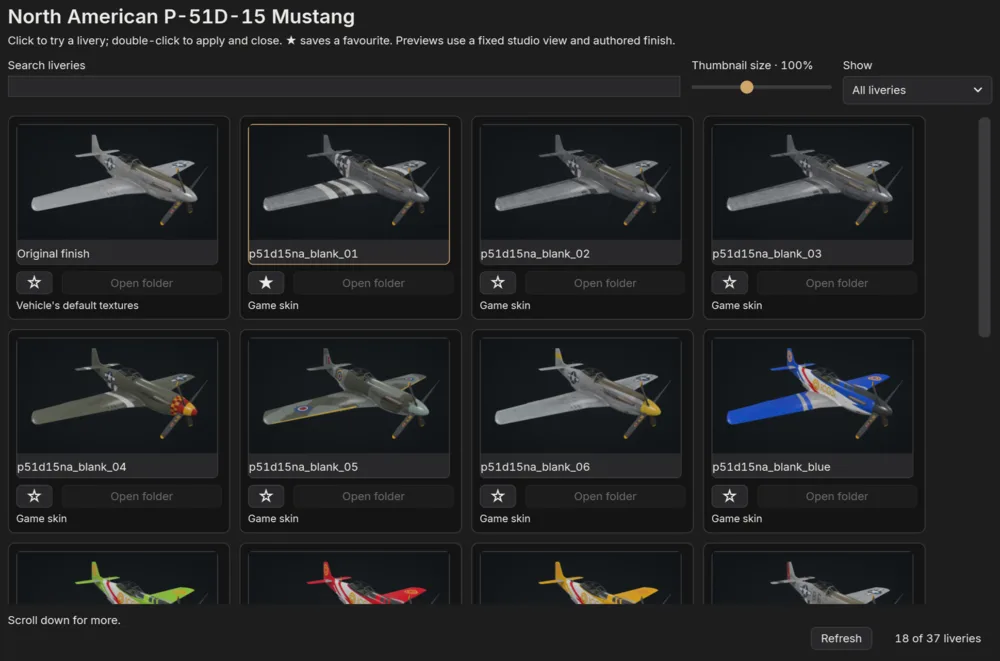 North American P-51D-15 Mustang
Click to try a livery; double-click to apply and close. ★ saves a favourite. Previews use a fixed studio view and authored finish.
Search liveries
Thumbnail size · 100%
Show
All liveries
Original finish
p51d15na_blank_01
p51d15na_blank_02
p51d15na_blank_03
☆ Open folder
★ Open folder
☆ Open folder
☆ Open folder
Vehicle's default textures
Game skin
Game skin
Game skin
p51d15na_blank_04
p51d15na_blank_05
p51d15na_blank_06
p51d15na_blank_blue
☆ Open folder
☆ Open folder
☆ Open folder
☆ Open folder
Game skin
Game skin
Game skin
Game skin
Scroll down for more.
Refresh
18 of 37 liveries